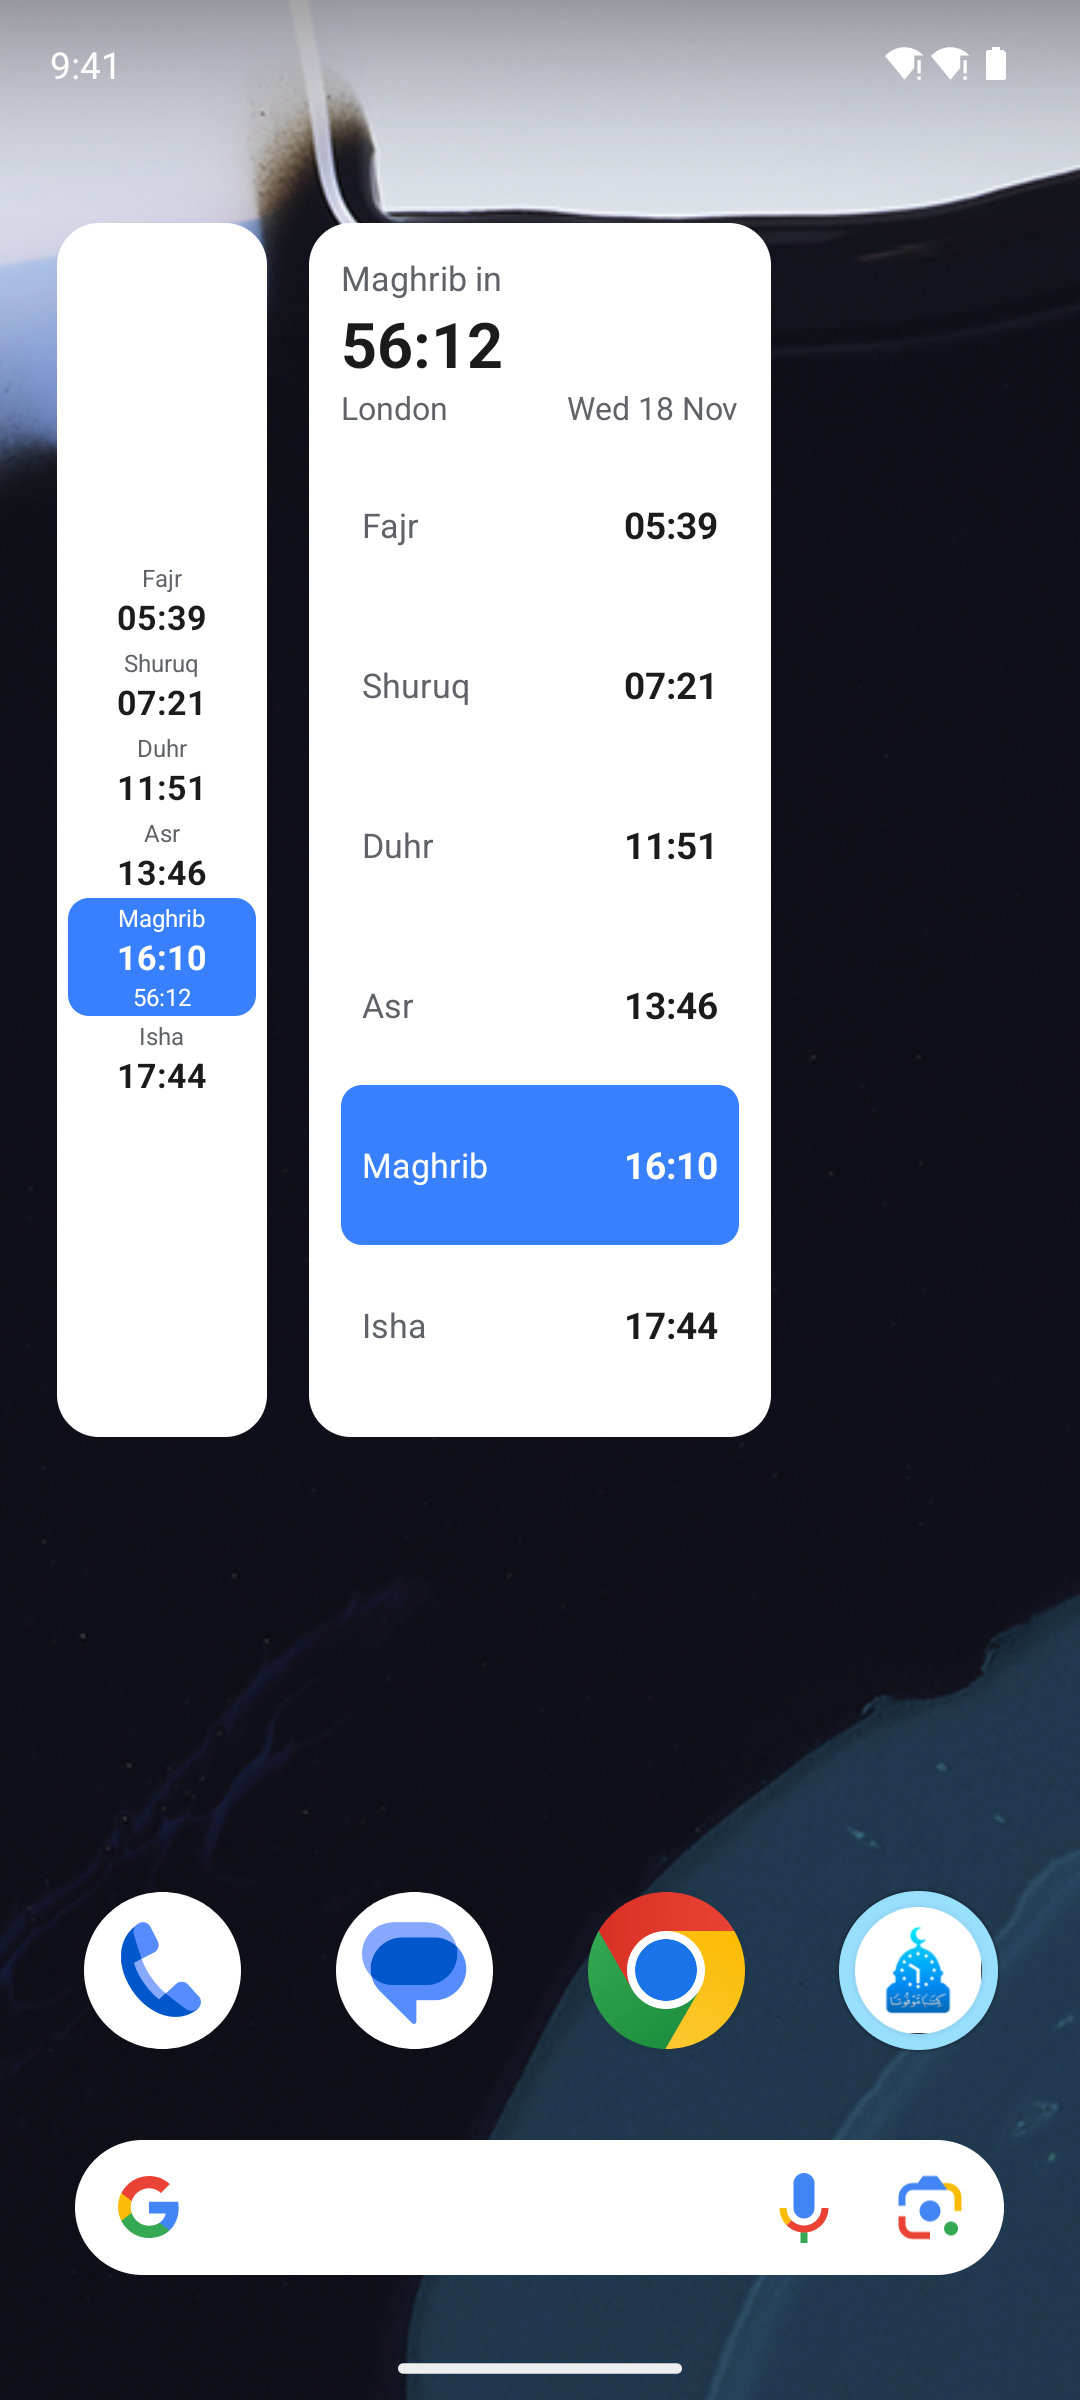 9:41
Fajr
05:39
Shuruq
07:21
Duhr
11:51
Asr
13:46
Maghrib
16:10
56:12
Isha
17:44
Maghrib in
56:12
London Wed 18 Nov
Fajr 05:39
Shuruq 07:21
Duhr 11:51
Asr 13:46
Maghrib 16:10
Isha 17:44